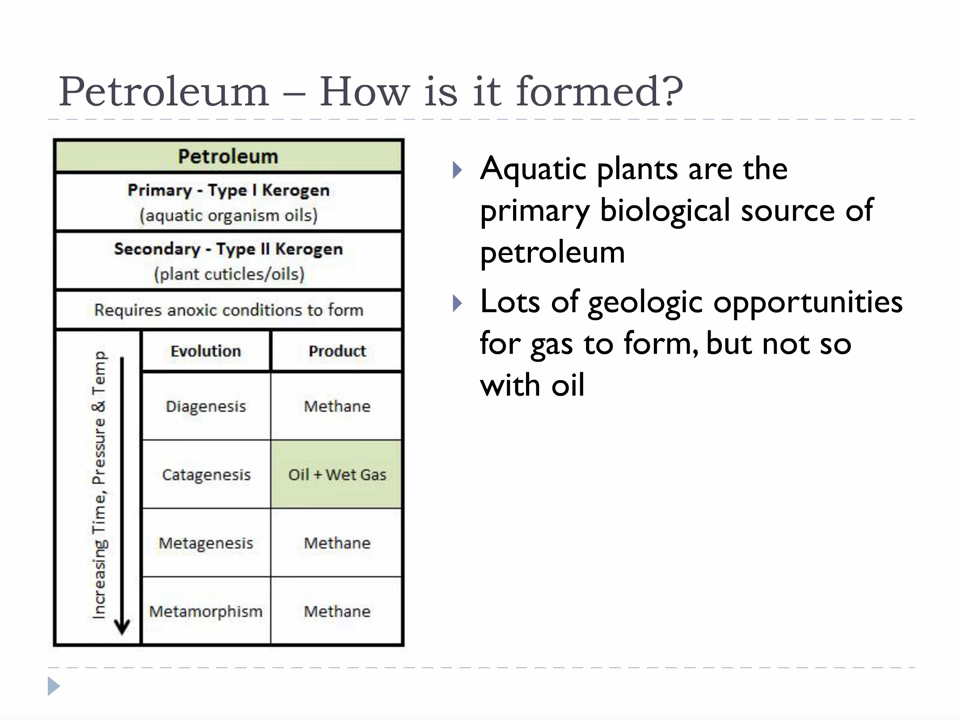 Petroleum – How is it formed?
Petroleum
Primary - Type I Kerogen
(aquatic organism oils)
Secondary - Type II Kerogen
(plant cuticles/oils)
Requires anoxic conditions to form
Increasing Time, Pressure & Temp
Evolution Product
Diagenesis Methane
Catagenesis Oil + Wet Gas
Metagenesis Methane
Metamorphism Methane
Aquatic plants are the
primary biological source of
petroleum
Lots of geologic opportunities
for gas to form, but not so
with oil